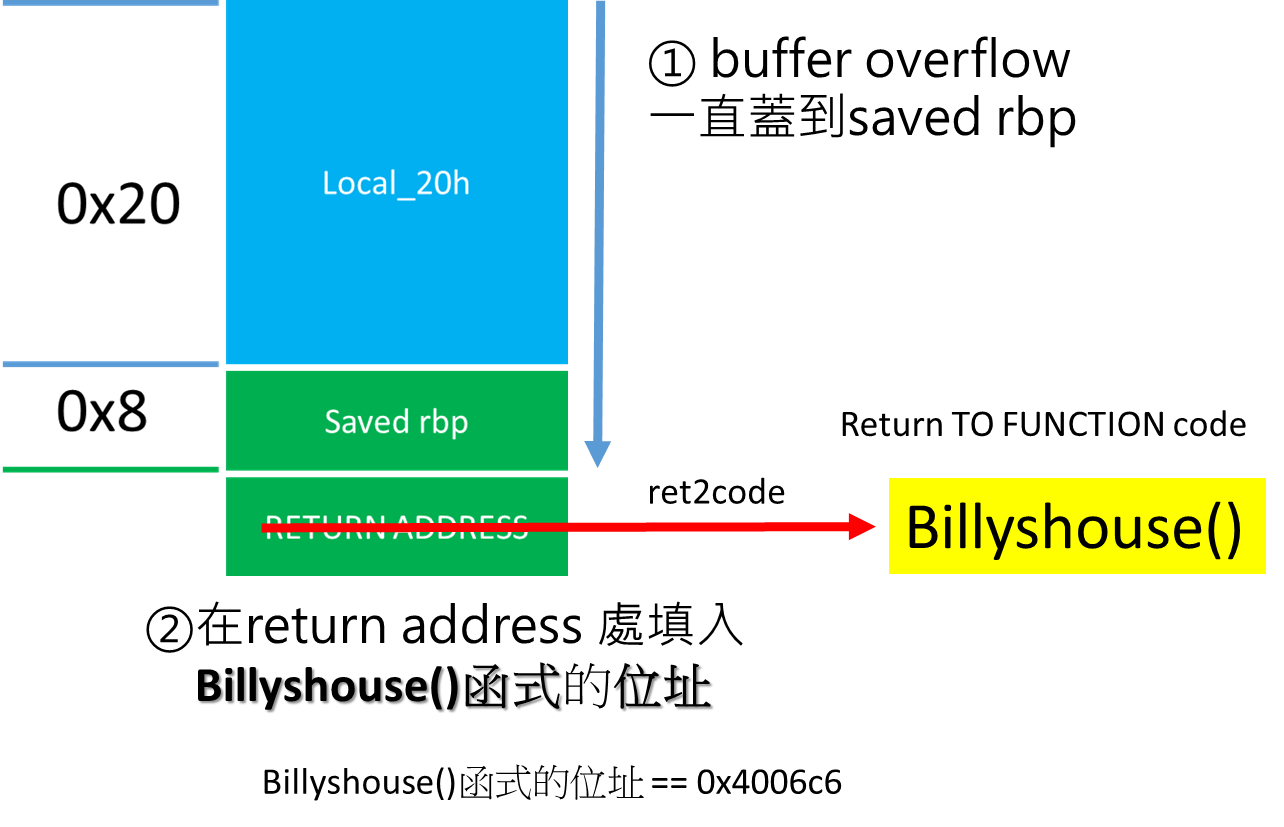 ① buffer overflow
一直蓋到saved rbp
0x20
Local_20h
0x8
Saved rbp
Return TO FUNCTION code
ret2code
RETURN ADDRESS
Billyshouse()
②在return address 處填入
Billyshouse()函式的位址
Billyshouse()函式的位址 == 0x4006c6